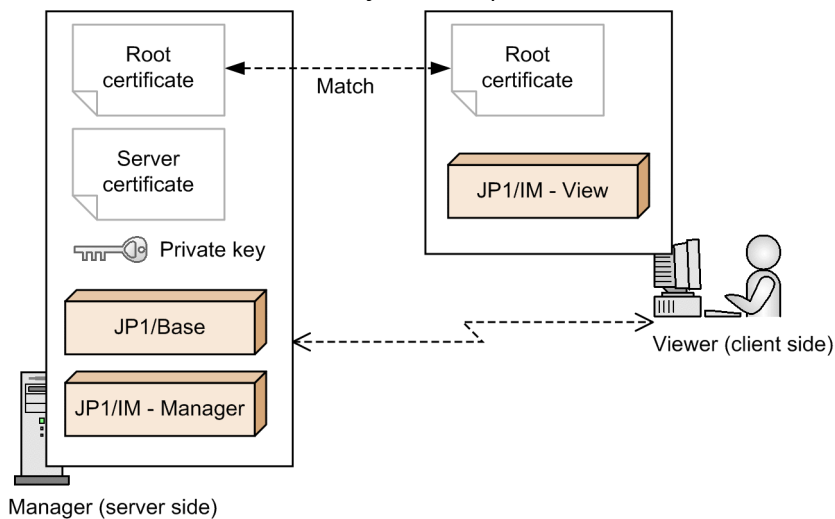 Root
certificate
Match
Root
certificate
Server
certificate
JP1/IM - View
Private key
JP1/Base
Viewer (client side)
JP1/IM - Manager
Manager (server side)